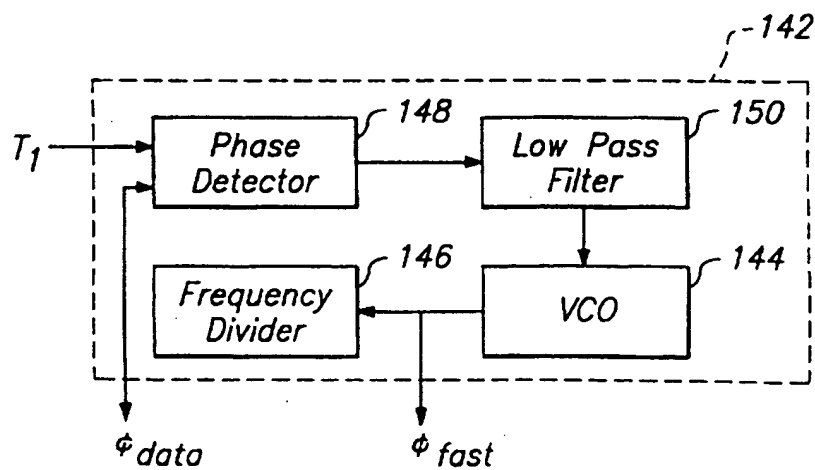 142
T1
Phase
Detector
148
Low Pass
Filter
150
Frequency
Divider
146
VCO
144
ϕdata
ϕfast